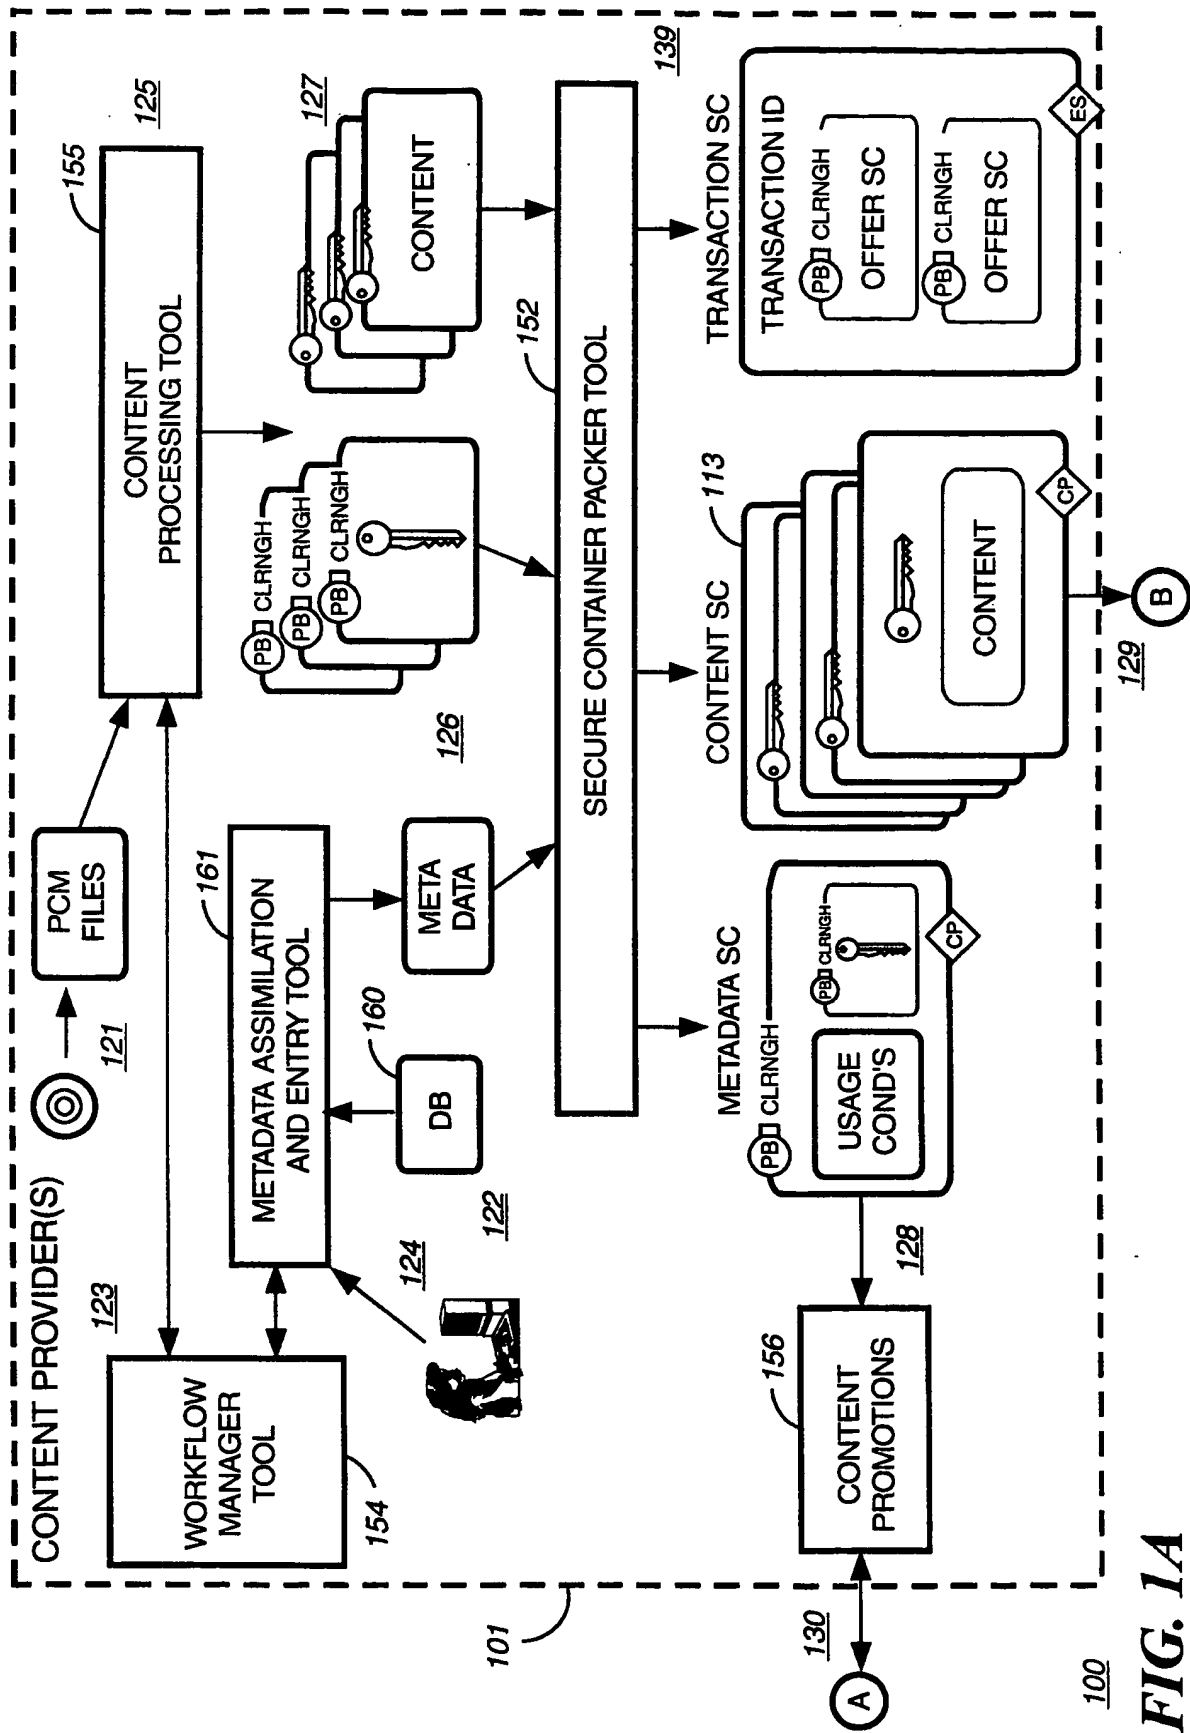 CONTENT PROVIDER(S)
123
121
PCM
FILES
155
125
CONTENT
PROCESSING TOOL
WORKFLOW
MANAGER
TOOL
154
161
METADATA ASSIMILATION
AND ENTRY TOOL
124
122
DB
160
META
DATA
126
PB CLRNGH
PB CLRNGH
PB CLRNGH
127
CONTENT
152
SECURE CONTAINER PACKER TOOL
139
METADATA SC
PB CLRNGH
USAGE
COND'S
PB CLRNGH
CP
CONTENT SC
113
CONTENT
CP
TRANSACTION SC
TRANSACTION ID
PB CLRNGH
OFFER SC
PB CLRNGH
OFFER SC
ES
128
156
CONTENT
PROMOTIONS
129
B
101
130
A
100
FIG. 1A